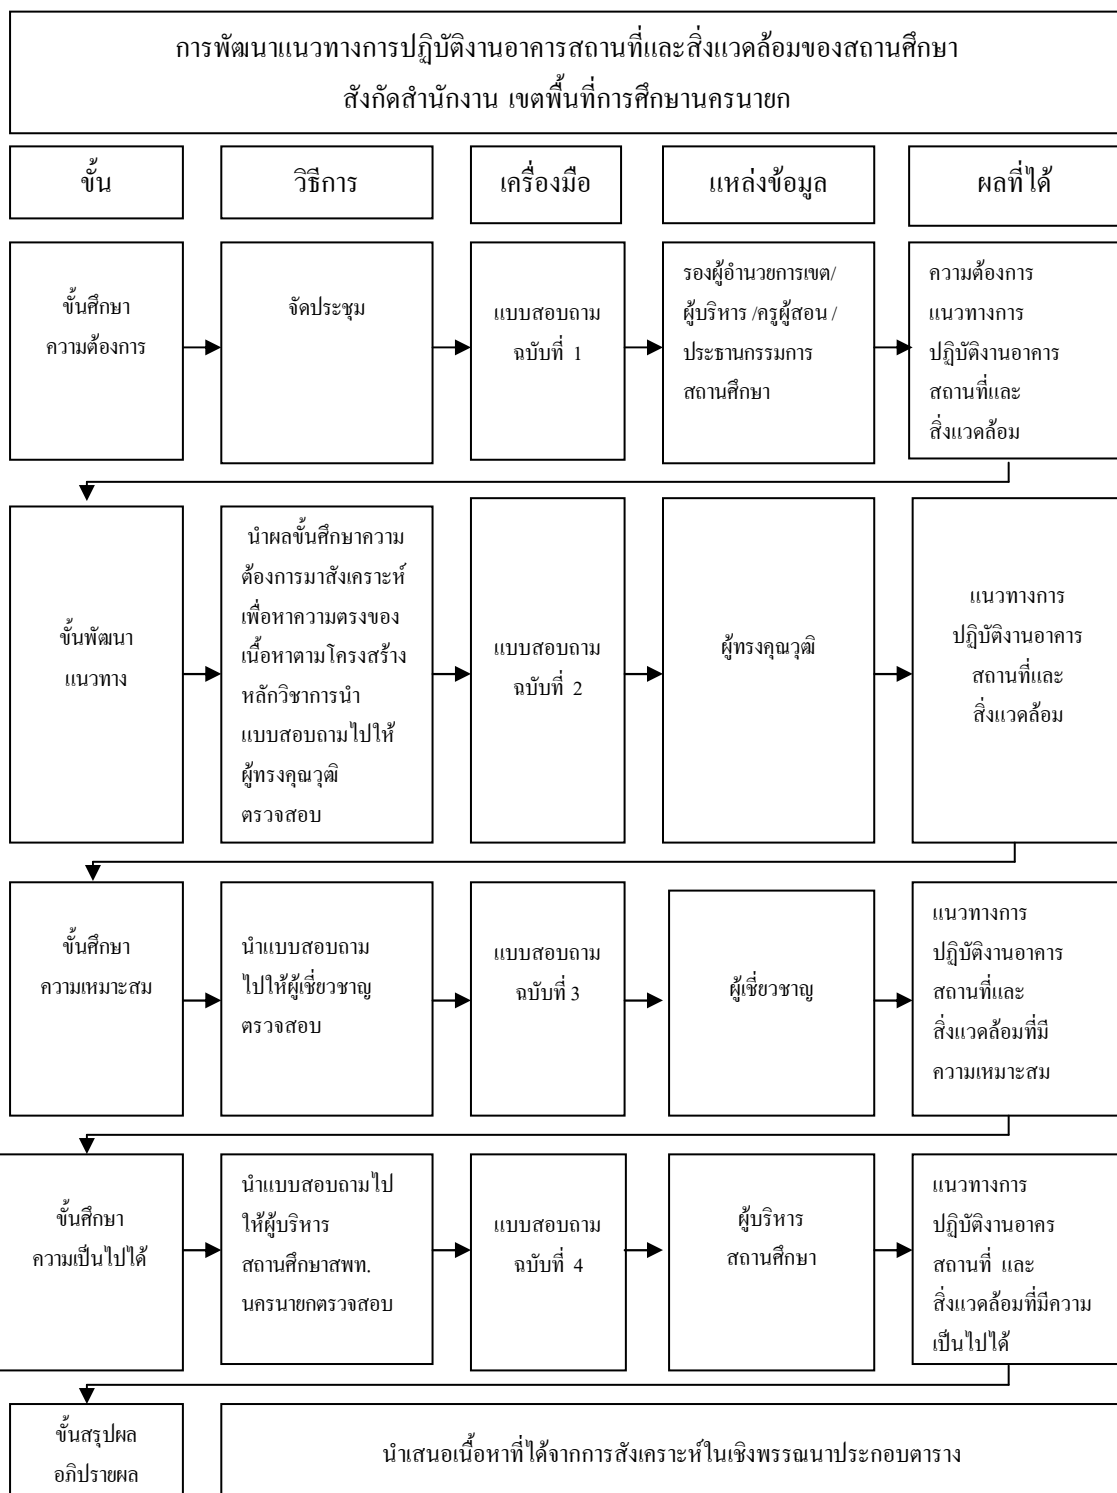 การพัฒนาแนวทางการปฏิบัติงานอาคารสถานที่และสิ่งแวดล้อมของสถานศึกษา
สังกัดสำนักงาน เขตพื้นที่การศึกษานครนายก
ขั้น
วิธีการ
เครื่องมือ
แหล่งข้อมูล
ผลที่ได้
ขั้นศึกษา
ความต้องการ
จัดประชุม
แบบสอบถาม
ฉบับที่ 1
รองผู้อำนวยการเขต/
ผู้บริหาร /ครูผู้สอน /
ประธานกรรมการ
สถานศึกษา
ความต้องการ
แนวทางการ
ปฏิบัติงานอาคาร
สถานที่และ
สิ่งแวดล้อม
ขั้นพัฒนา
แนวทาง
นำผลขั้นศึกษาความ
ต้องการมาสังเคราะห์
เพื่อหาความตรงของ
เนื้อหาตามโครงสร้าง
หลักวิชาการนำ
แบบสอบถามไปให้
ผู้ทรงคุณวุฒิ
ตรวจสอบ
แบบสอบถาม
ฉบับที่ 2
ผู้ทรงคุณวุฒิ
แนวทางการ
ปฏิบัติงานอาคาร
สถานที่และ
สิ่งแวดล้อม
ขั้นศึกษา
ความเหมาะสม
นำแบบสอบถาม
ไปให้ผู้เชี่ยวชาญ
ตรวจสอบ
แบบสอบถาม
ฉบับที่ 3
ผู้เชี่ยวชาญ
แนวทางการ
ปฏิบัติงานอาคาร
สถานที่และ
สิ่งแวดล้อมที่มี
ความเหมาะสม
ขั้นศึกษา
ความเป็นไปได้
นำแบบสอบถามไป
ให้ผู้บริหาร
สถานศึกษาสพท.
นครนายกตรวจสอบ
แบบสอบถาม
ฉบับที่ 4
ผู้บริหาร
สถานศึกษา
แนวทางการ
ปฏิบัติงานอาคร
สถานที่ และ
สิ่งแวดล้อมที่มีความ
เป็นไปได้
ขั้นสรุปผล
อภิปรายผล
นำเสนอเนื้อหาที่ได้จากการสังเคราะห์ในเชิงพรรณนาประกอบตาราง